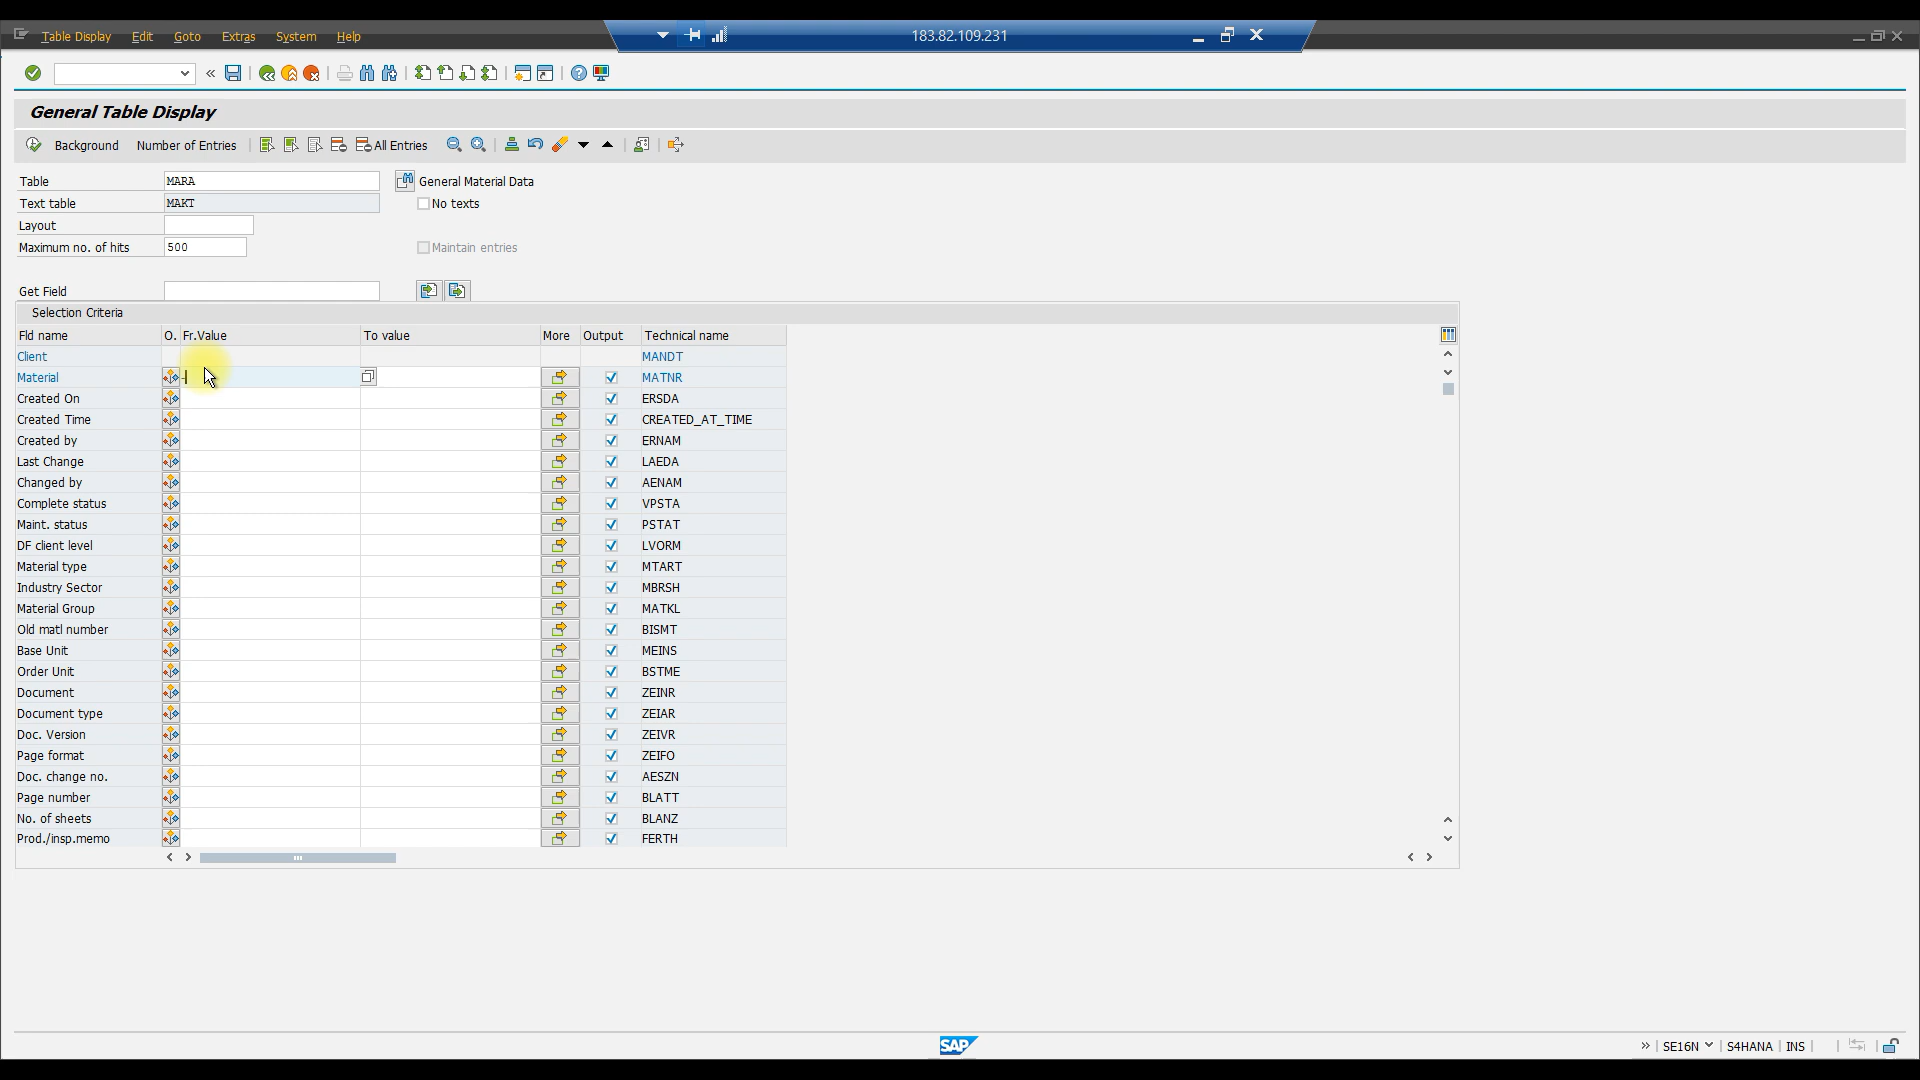 Table Display Edit Goto Extras System Help 183.82.109.231
General Table Display
Background Number of Entries All Entries
Table MARA General Material Data
Text table MAKT No texts
Layout
Maximum no. of hits 500 Maintain entries
Get Field
Selection Criteria
Fld name O. Fr.Value To value More Output Technical name
Client MANDT
Material MATNR
Created On ERSDA
Created Time CREATED_AT_TIME
Created by ERNAM
Last Change LAEDA
Changed by AENAM
Complete status VPSTA
Maint. status PSTAT
DF client level LVORM
Material type MTART
Industry Sector MBRSH
Material Group MATKL
Old matl number BISMT
Base Unit MEINS
Order Unit BSTME
Document ZEINR
Document type ZEIAR
Doc. Version ZEIVR
Page format ZEIFO
Doc. change no. AESZN
Page number BLATT
No. of sheets BLANZ
Prod./insp.memo FERTH
SAP SE16N S4HANA INS